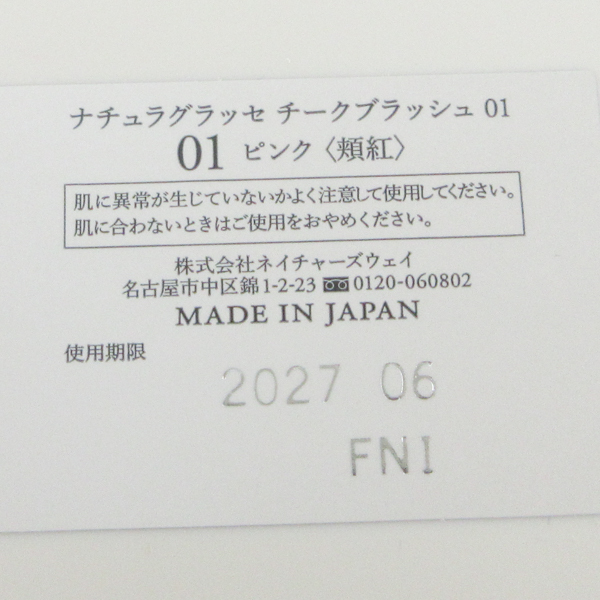 ナチュラグラッセ チークブラッシュ 01
01 ピンク〈頬紅〉
肌に異常が生じていないかよく注意して使用してください。
肌に合わないときはご使用をおやめください。
株式会社ネイチャーズウェイ
名古屋市中区錦1-2-23 0120-060802
MADE IN JAPAN
使用期限
2027 06
FN1